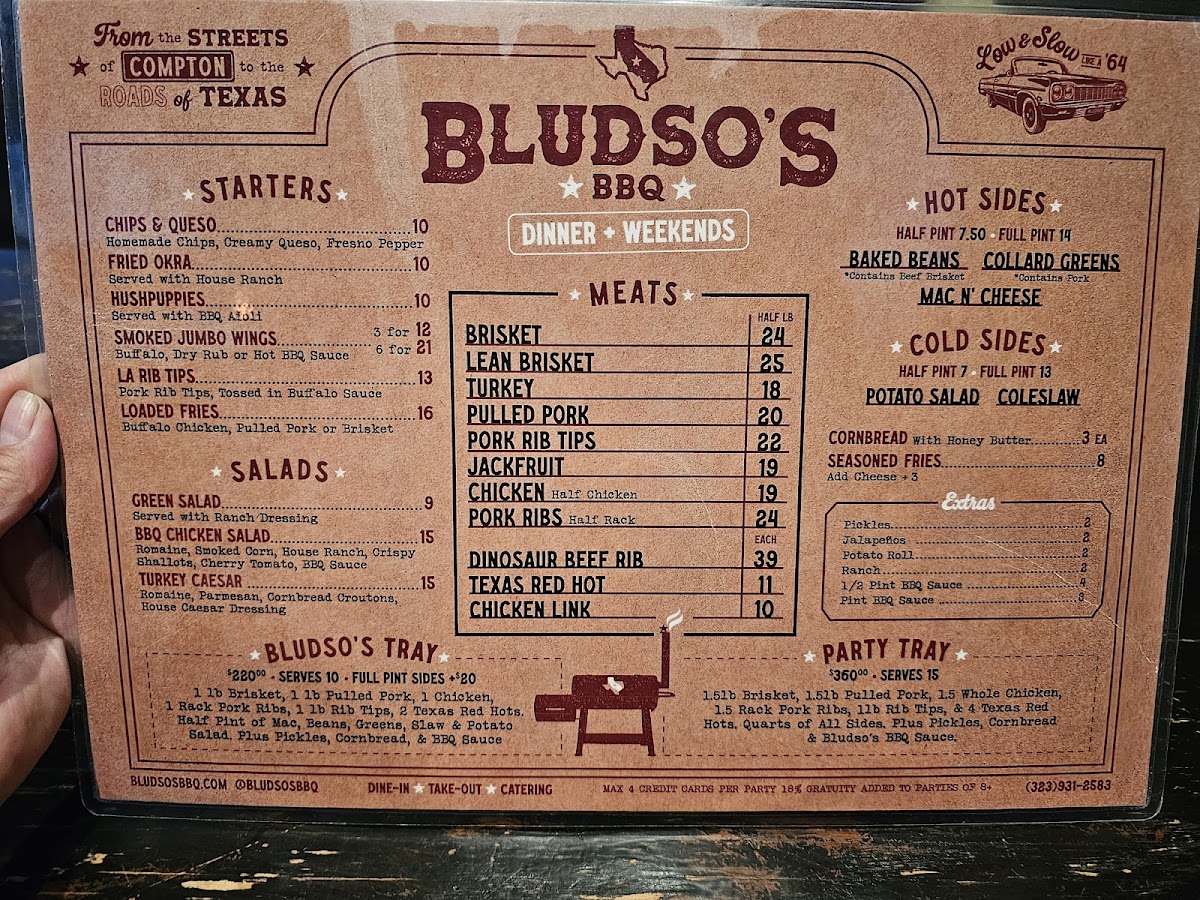 From the STREETS
of COMPTON to the
ROADS of TEXAS
Low & Slow
LIKE A '64
BLUDSO'S
BBQ
DINNER + WEEKENDS
STARTERS
CHIPS & QUESO 10
Homemade Chips, Creamy Queso, Fresno Pepper
FRIED OKRA 10
Served with House Ranch
HUSHPUPPIES 10
Served with BBQ Aioli
SMOKED JUMBO WINGS 3 for 12
Buffalo, Dry Rub or Hot BBQ Sauce 6 for 21
LA RIB TIPS 13
Pork Rib Tips, Tossed in Buffalo Sauce
LOADED FRIES 16
Buffalo Chicken, Pulled Pork or Brisket
SALADS
GREEN SALAD 9
Served with Ranch Dressing
BBQ CHICKEN SALAD 15
Romaine, Smoked Corn, House Ranch, Crispy
Shallots, Cherry Tomato, BBQ Sauce
TURKEY CAESAR 15
Romaine, Parmesan, Cornbread Croutons,
House Caesar Dressing
MEATS
HALF LB
BRISKET 24
LEAN BRISKET 25
TURKEY 18
PULLED PORK 20
PORK RIB TIPS 22
JACKFRUIT 19
CHICKEN Half Chicken 19
PORK RIBS Half Rack 24
EACH
DINOSAUR BEEF RIB 39
TEXAS RED HOT 11
CHICKEN LINK 10
HOT SIDES
HALF PINT 7.50 · FULL PINT 14
BAKED BEANS COLLARD GREENS
*Contains Beef Brisket *Contains Pork
MAC N' CHEESE
COLD SIDES
HALF PINT 7 · FULL PINT 13
POTATO SALAD COLESLAW
CORNBREAD with Honey Butter 3 EA
SEASONED FRIES 8
Add Cheese +3
Extras
Pickles 2
Jalapeños 2
Potato Roll 2
Ranch 2
1/2 Pint BBQ Sauce 4
Pint BBQ Sauce 8
BLUDSO'S TRAY
$220.00 · SERVES 10 · FULL PINT SIDES +$20
1 lb Brisket, 1 lb Pulled Pork, 1 Chicken,
1 Rack Pork Ribs, 1 lb Rib Tips, 2 Texas Red Hots.
Half Pint of Mac, Beans, Greens, Slaw & Potato
Salad. Plus Pickles, Cornbread, & BBQ Sauce
PARTY TRAY
$360.00 · SERVES 15
1.5lb Brisket, 1.5lb Pulled Pork, 1.5 Whole Chicken,
1.5 Rack Pork Ribs, 1lb Rib Tips, & 4 Texas Red
Hots. Quarts of All Sides. Plus Pickles, Cornbread
& Bludso's BBQ Sauce.
BLUDSOSBBQ.COM @BLUDSOSBBQ
DINE-IN TAKE-OUT CATERING
MAX 4 CREDIT CARDS PER PARTY 18% GRATUITY ADDED TO PARTIES OF 8+
(323)931-2583